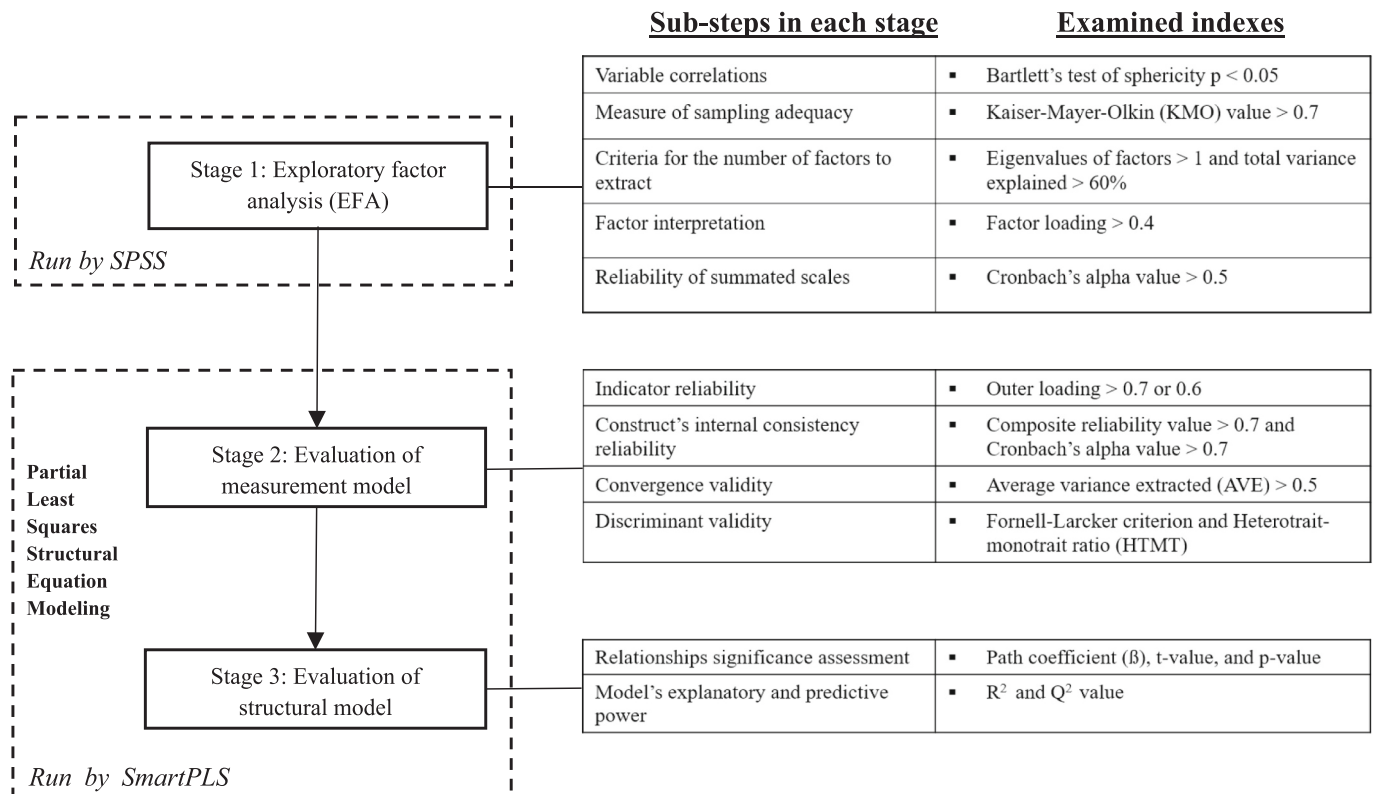 Sub-steps in each stage
Examined indexes
Stage 1: Exploratory factor
analysis (EFA)
Run by SPSS
Variable correlations
▪ Bartlett’s test of sphericity p < 0.05
Measure of sampling adequacy
▪ Kaiser-Mayer-Olkin (KMO) value > 0.7
Criteria for the number of factors to
extract
▪ Eigenvalues of factors > 1 and total variance
explained > 60%
Factor interpretation
▪ Factor loading > 0.4
Reliability of summated scales
▪ Cronbach’s alpha value > 0.5
Partial
Least
Squares
Structural
Equation
Modeling
Stage 2: Evaluation of
measurement model
Indicator reliability
▪ Outer loading > 0.7 or 0.6
Construct’s internal consistency
reliability
▪ Composite reliability value > 0.7 and
Cronbach’s alpha value > 0.7
Convergence validity
▪ Average variance extracted (AVE) > 0.5
Discriminant validity
▪ Fornell-Larcker criterion and Heterotrait-
monotrait ratio (HTMT)
Stage 3: Evaluation of
structural model
Relationships significance assessment
▪ Path coefficient (ß), t-value, and p-value
Model’s explanatory and predictive
power
▪ R² and Q² value
Run by SmartPLS